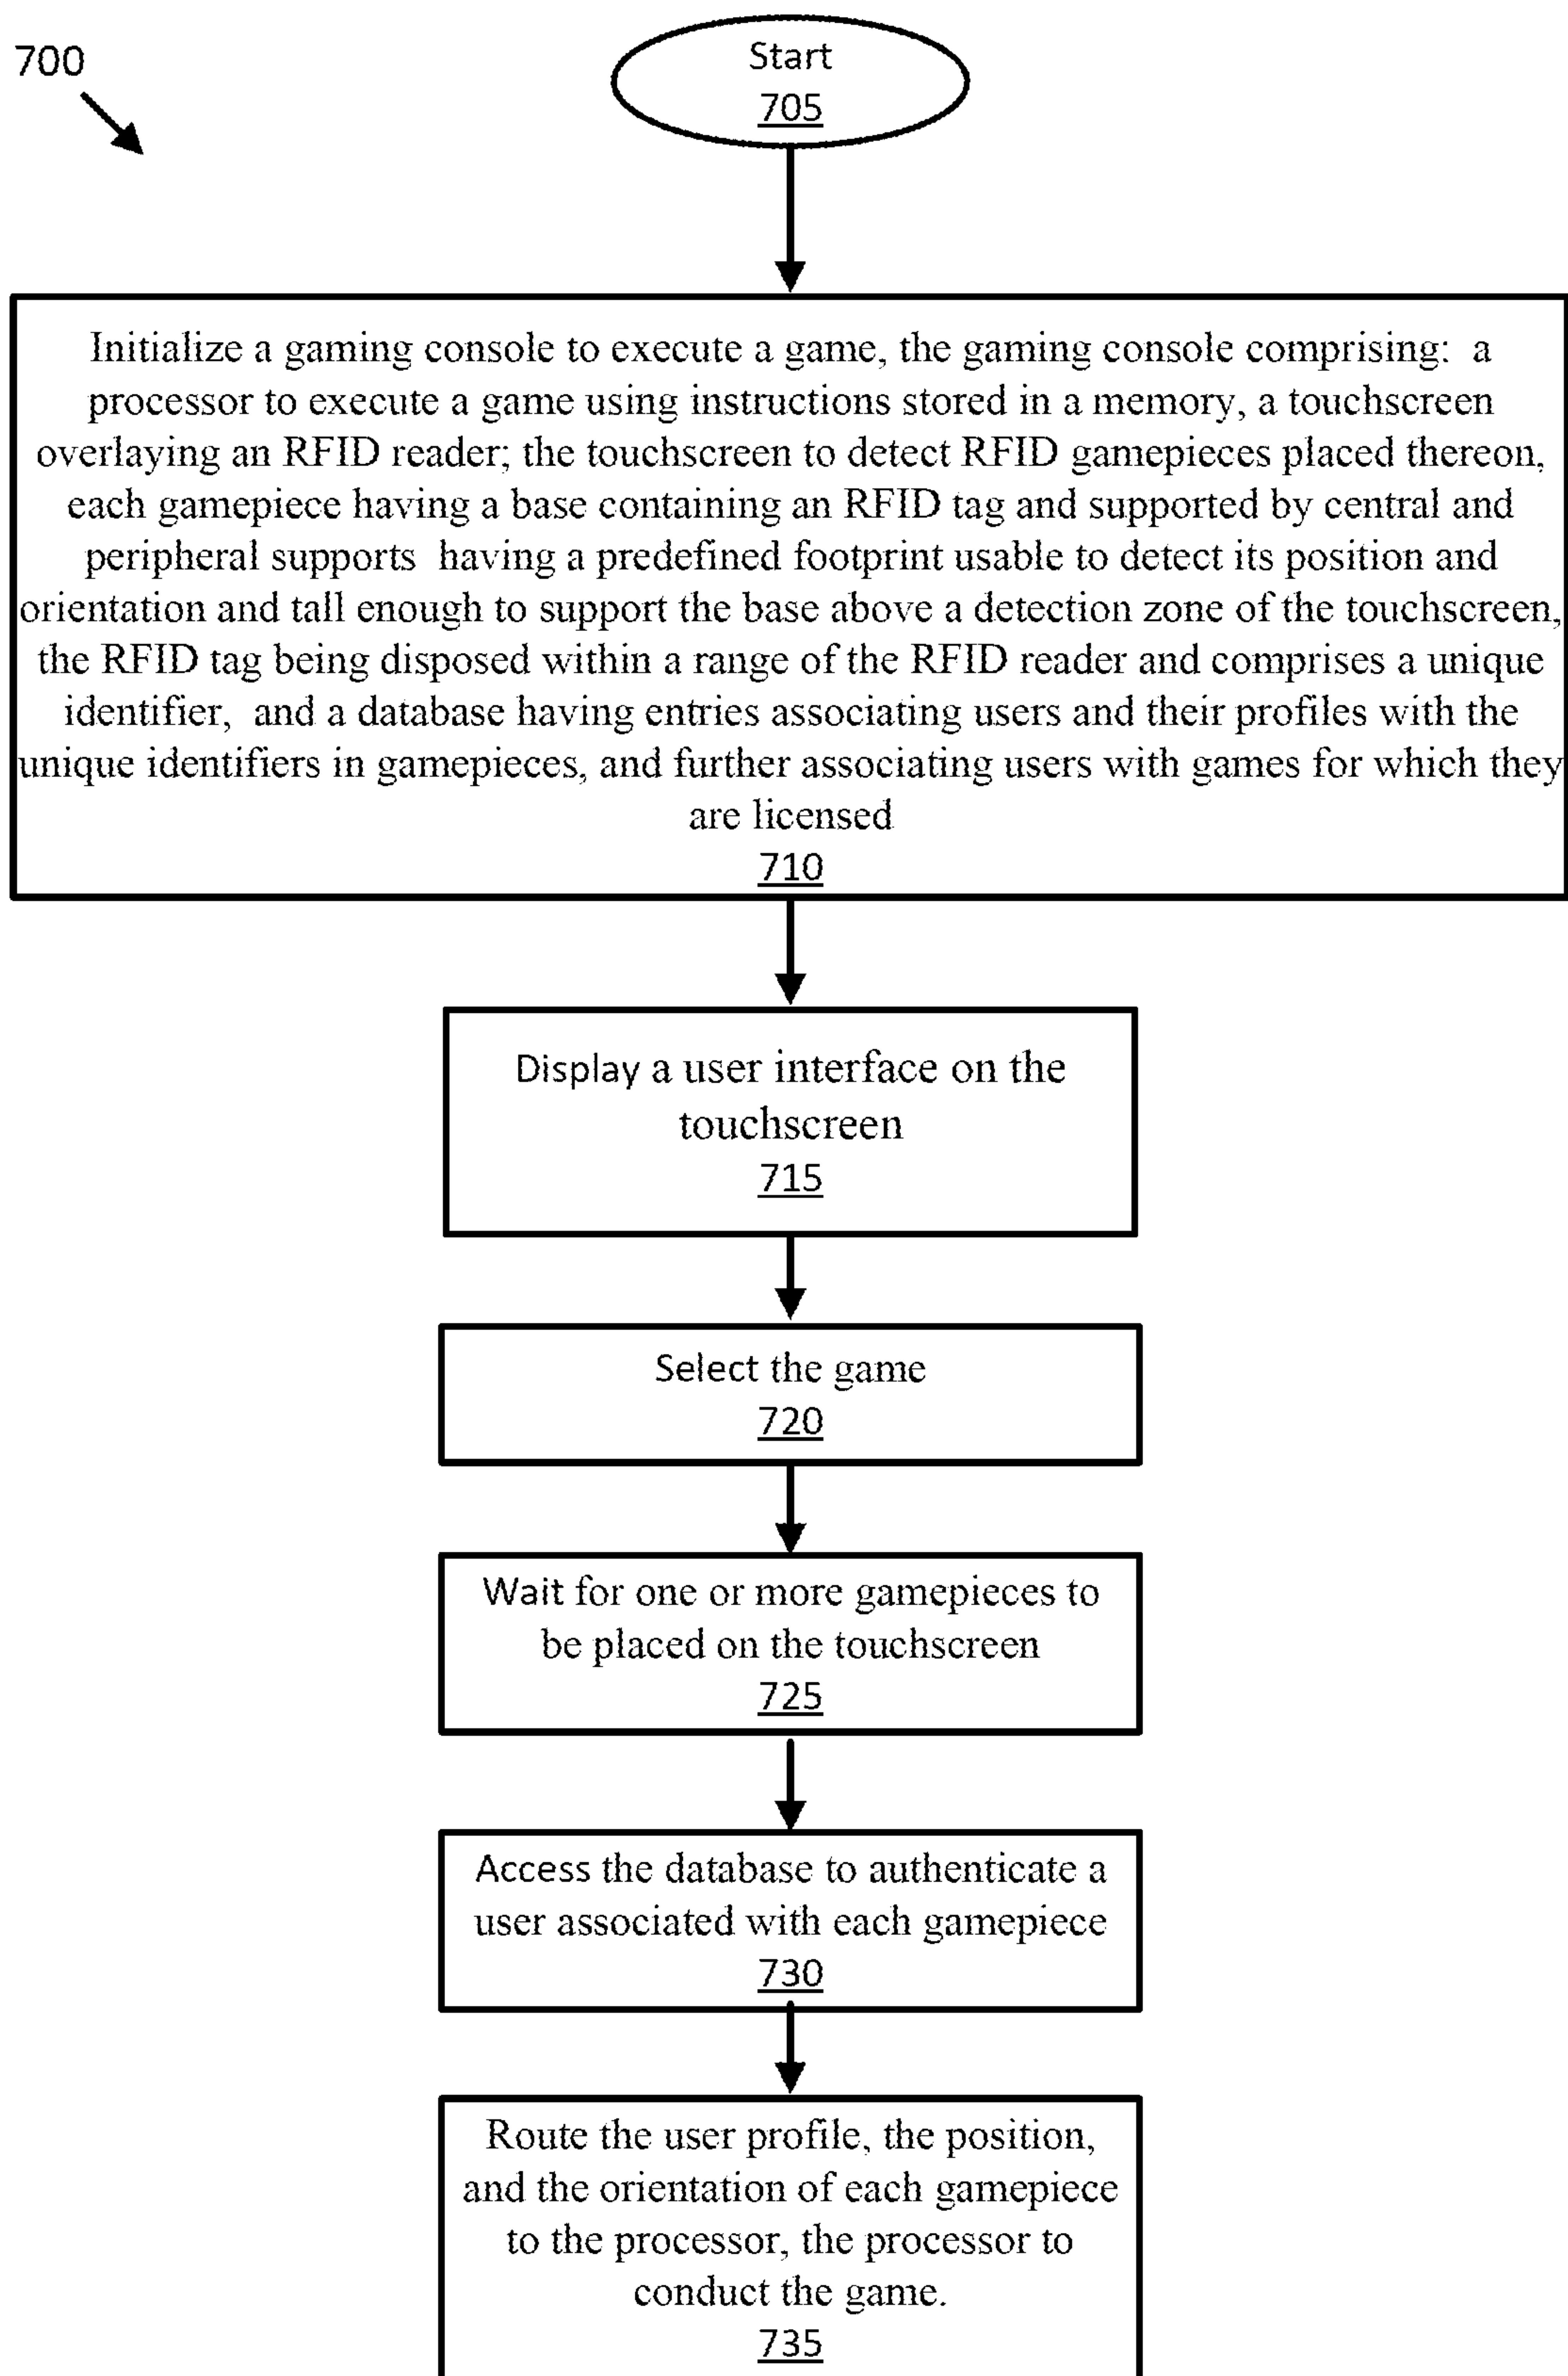 700
Start
705
Initialize a gaming console to execute a game, the gaming console comprising: a
processor to execute a game using instructions stored in a memory, a touchscreen
overlaying an RFID reader; the touchscreen to detect RFID gamepieces placed thereon,
each gamepiece having a base containing an RFID tag and supported by central and
peripheral supports having a predefined footprint usable to detect its position and
orientation and tall enough to support the base above a detection zone of the touchscreen,
the RFID tag being disposed within a range of the RFID reader and comprises a unique
identifier, and a database having entries associating users and their profiles with the
unique identifiers in gamepieces, and further associating users with games for which they
are licensed
710
Display a user interface on the
touchscreen
715
Select the game
720
Wait for one or more gamepieces to
be placed on the touchscreen
725
Access the database to authenticate a
user associated with each gamepiece
730
Route the user profile, the position,
and the orientation of each gamepiece
to the processor, the processor to
conduct the game.
735